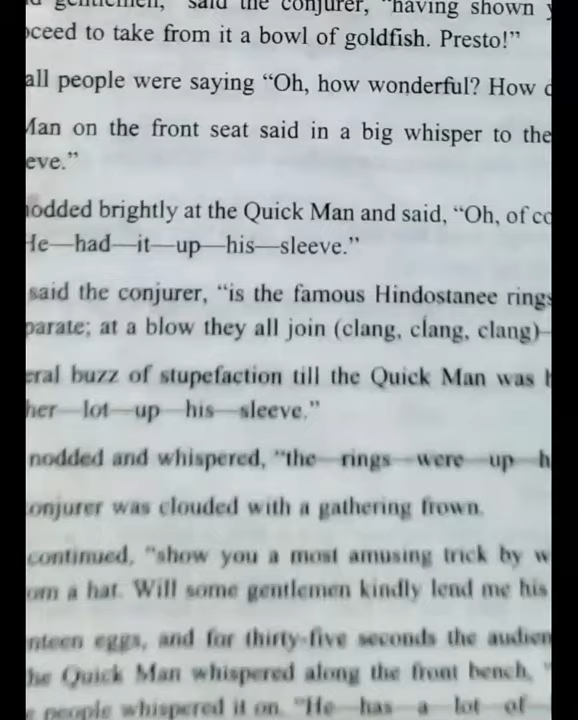 gentlemen," said the conjurer, "having shown
ceed to take from it a bowl of goldfish. Presto!"
all people were saying "Oh, how wonderful? How
Man on the front seat said in a big whisper to the
eve."
nodded brightly at the Quick Man and said, "Oh, of co
He—had—it—up—his—sleeve."
said the conjurer, "is the famous Hindostanee rings
parate; at a blow they all join (clang, clang, clang)—
eral buzz of stupefaction till the Quick Man was
her—lot—up—his—sleeve."
nodded and whispered, "the—rings—were—up—h
onjurer was clouded with a gathering frown.
continued, "show you a most amusing trick by w
om a hat. Will some gentlemen kindly lend me his
nteen eggs, and for thirty-five seconds the audien
he Quick Man whispered along the front bench, "
people whispered it on. "He—has—a—lot—of—